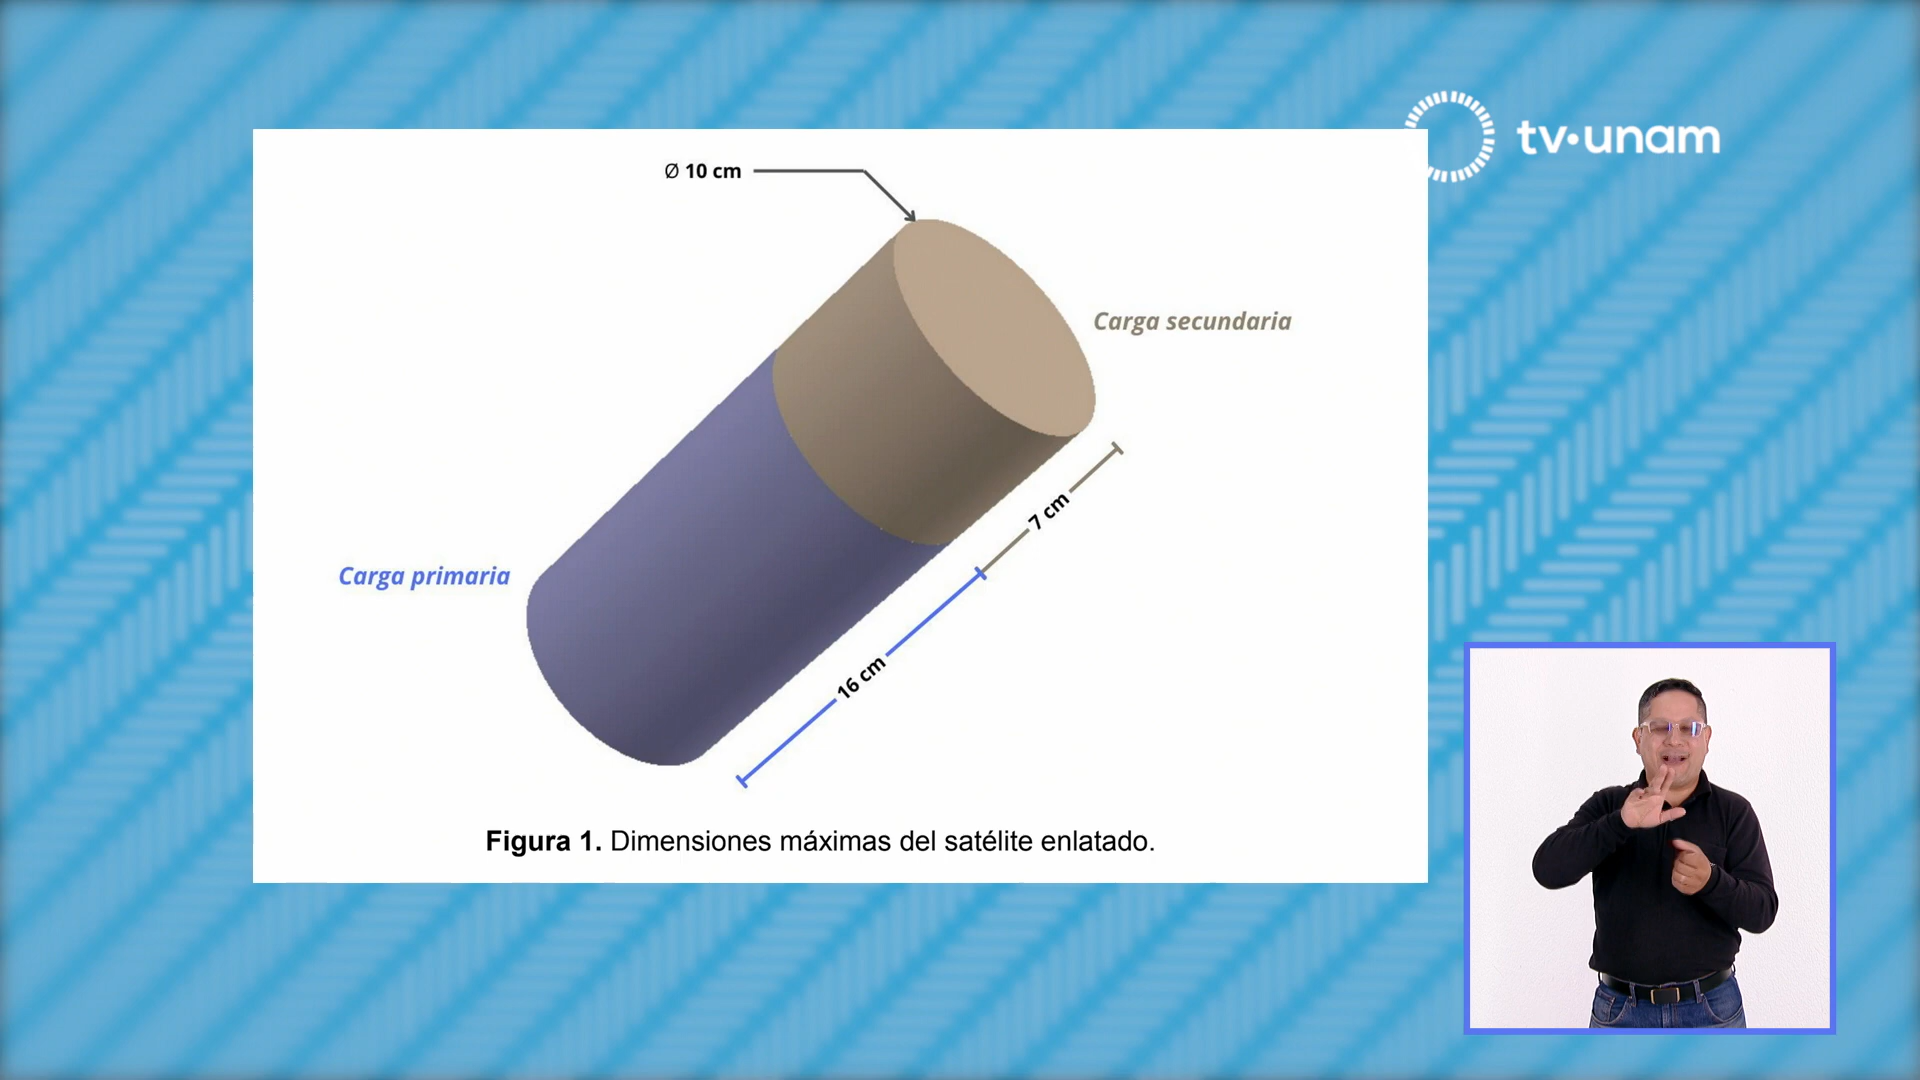 tv·unam
Ø 10 cm
Carga secundaria
7 cm
Carga primaria
16 cm
Figura 1. Dimensiones máximas del satélite enlatado.